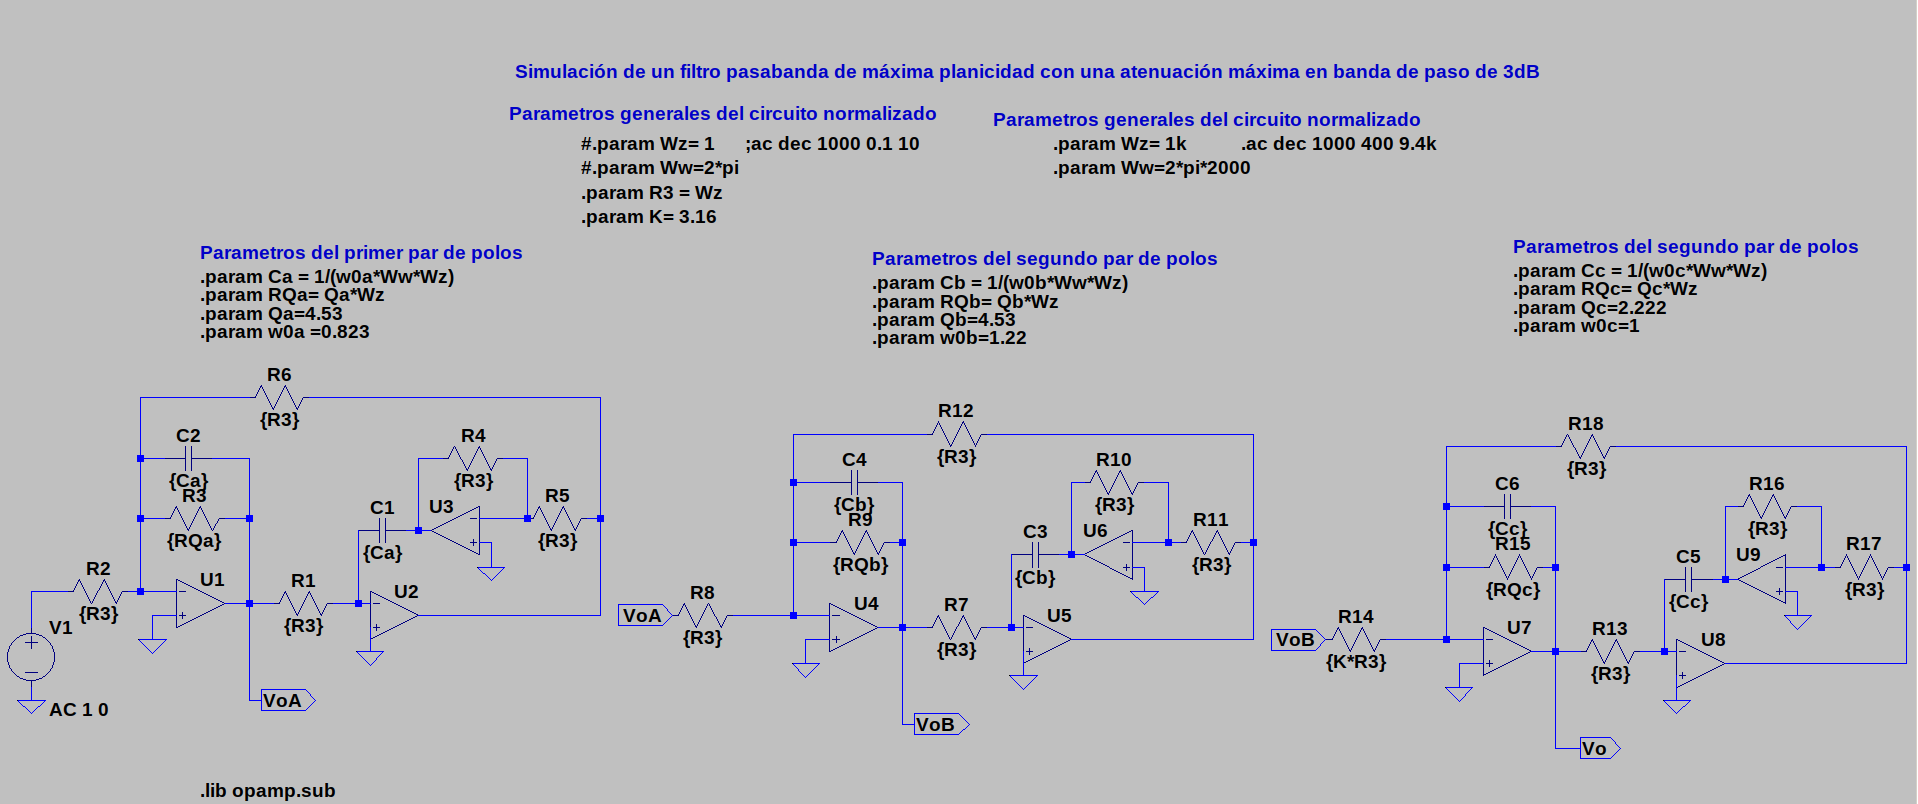 Simulación de un filtro pasabanda de máxima planicidad con una atenuación máxima en banda de paso de 3dB
Parametros generales del circuito normalizado
#.param Wz= 1 ;ac dec 1000 0.1 10
#.param Ww=2*pi
.param R3 = Wz
.param K= 3.16
Parametros generales del circuito normalizado
.param Wz= 1k .ac dec 1000 400 9.4k
.param Ww=2*pi*2000
Parametros del primer par de polos
.param Ca = 1/(w0a*Ww*Wz)
.param RQa= Qa*Wz
.param Qa=4.53
.param w0a =0.823
Parametros del segundo par de polos
.param Cb = 1/(w0b*Ww*Wz)
.param RQb= Qb*Wz
.param Qb=4.53
.param w0b=1.22
Parametros del segundo par de polos
.param Cc = 1/(w0c*Ww*Wz)
.param RQc= Qc*Wz
.param Qc=2.222
.param w0c=1
R6
{R3}
C2
{Ca}
R3
{RQa}
R4
{R3}
C1
{Ca}
U3
R5
{R3}
R2
{R3}
U1
R1
{R3}
U2
V1
AC 1 0
VoA
R12
{R3}
C4
{Cb}
R9
{RQb}
R10
{R3}
C3
{Cb}
U6
R11
{R3}
VoA
R8
{R3}
U4
R7
{R3}
U5
VoB
R18
{R3}
C6
{Cc}
R15
{RQc}
R16
{R3}
C5
{Cc}
U9
R17
{R3}
VoB
R14
{K*R3}
U7
R13
{R3}
U8
Vo
.lib opamp.sub